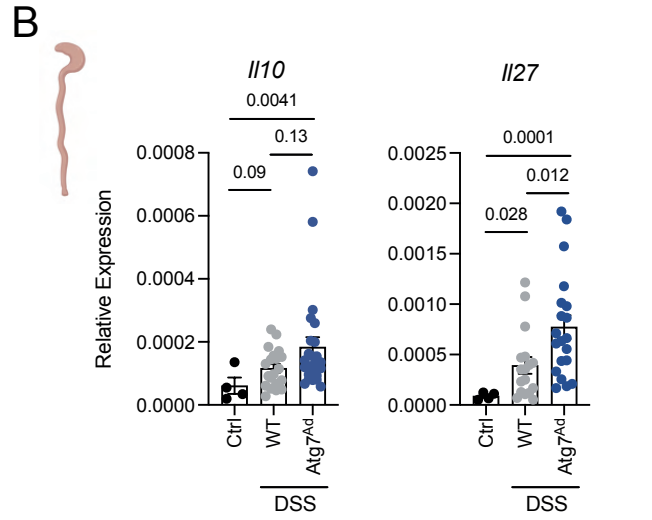 B
Il10
0.0041
0.13
0.09
Relative Expression
0.0008
0.0006
0.0004
0.0002
0.0000
Ctrl
WT
Atg7Ad
DSS
Il27
0.0001
0.012
0.028
0.0025
0.0020
0.0015
0.0010
0.0005
0.0000
Ctrl
WT
Atg7Ad
DSS